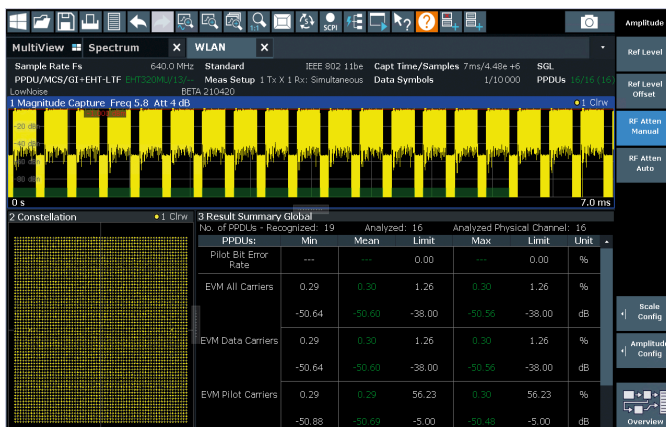 SCPI
Amplitude
MultiView Spectrum X WLAN X
Sample Rate Fs 640.0 MHz Standard IEEE 802 11be Capt Time/Samples 7ms/4.48e+6 SGL
PPDU/MCS/GI+EHT-LTF EHT320MU/13/-- Meas Setup 1 Tx X 1 Rx: Simultaneous Data Symbols 1/10 000 PPDUs 16/16 (16)
LowNoise BETA 210420
1 Magnitude Capture Freq 5.8 Att 4 dB 1 Clrw
-20 dBm
-40 dBm
-60 dBm
-80 dBm
0 s 7.0 ms
2 Constellation 1 Clrw
3 Result Summary Global
No. of PPDUs - Recognized: 19 Analyzed: 16 Analyzed Physical Channel: 16
PPDUs: Min Mean Limit Max Limit Unit
Pilot Bit Error Rate --- --- 0.00 --- 0.00 %
EVM All Carriers 0.29 0.30 1.26 0.30 1.26 %
-50.64 -50.60 -38.00 -50.56 -38.00 dB
EVM Data Carriers 0.29 0.30 1.26 0.30 1.26 %
-50.64 -50.60 -38.00 -50.56 -38.00 dB
EVM Pilot Carriers 0.29 0.29 56.23 0.30 56.23 %
-50.88 -50.69 -5.00 -50.48 -5.00 dB
Ref Level
Ref Level
Offset
RF Atten
Manual
RF Atten
Auto
Scale
Config
Amplitude
Config
Overview